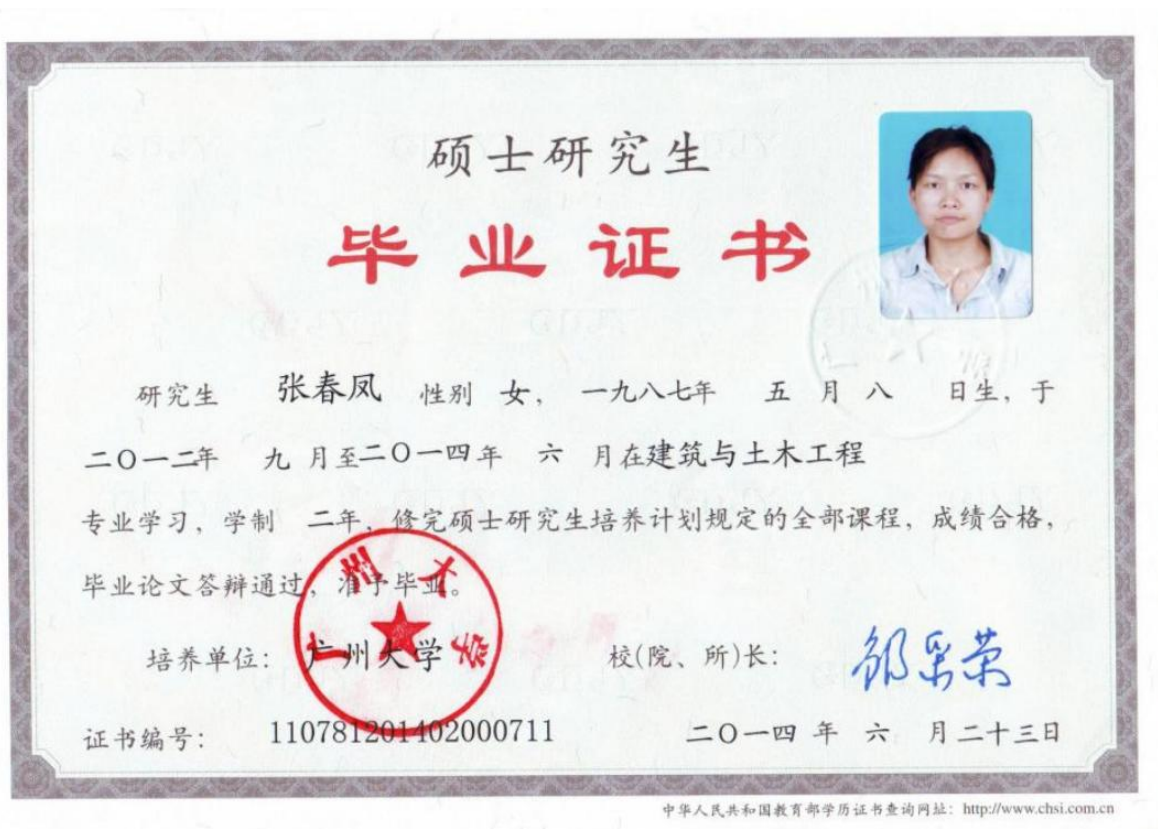 硕士研究生
毕业证书
研究生 张春凤 性别 女, 一九八七年 五 月 八 日生, 于
二〇一二年 九 月至二〇一四年 六 月在建筑与土木工程
专业学习, 学制 二年, 修完硕士研究生培养计划规定的全部课程, 成绩合格,
毕业论文答辩通过, 准予毕业。
培养单位: 广州大学 校(院、所)长:
广州大学
证书编号: 110781201402000711 二〇一四 年 六 月二十三日
中华人民共和国教育部学历证书查询网址: http://www.chsi.com.cn